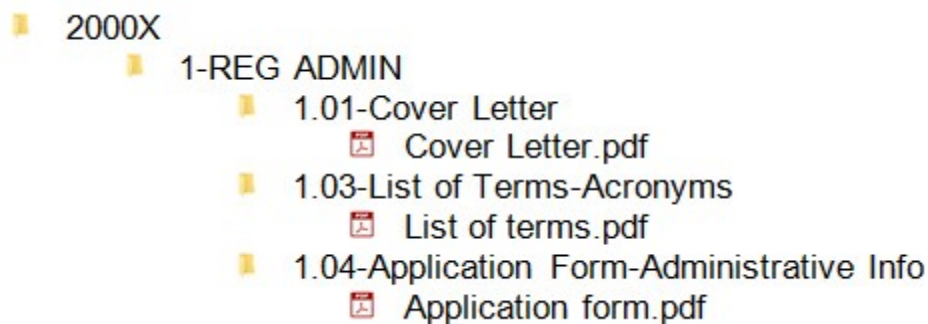 2000X
1-REG ADMIN
1.01-Cover Letter
Cover Letter.pdf
1.03-List of Terms-Acronyms
List of terms.pdf
1.04-Application Form-Administrative Info
Application form.pdf